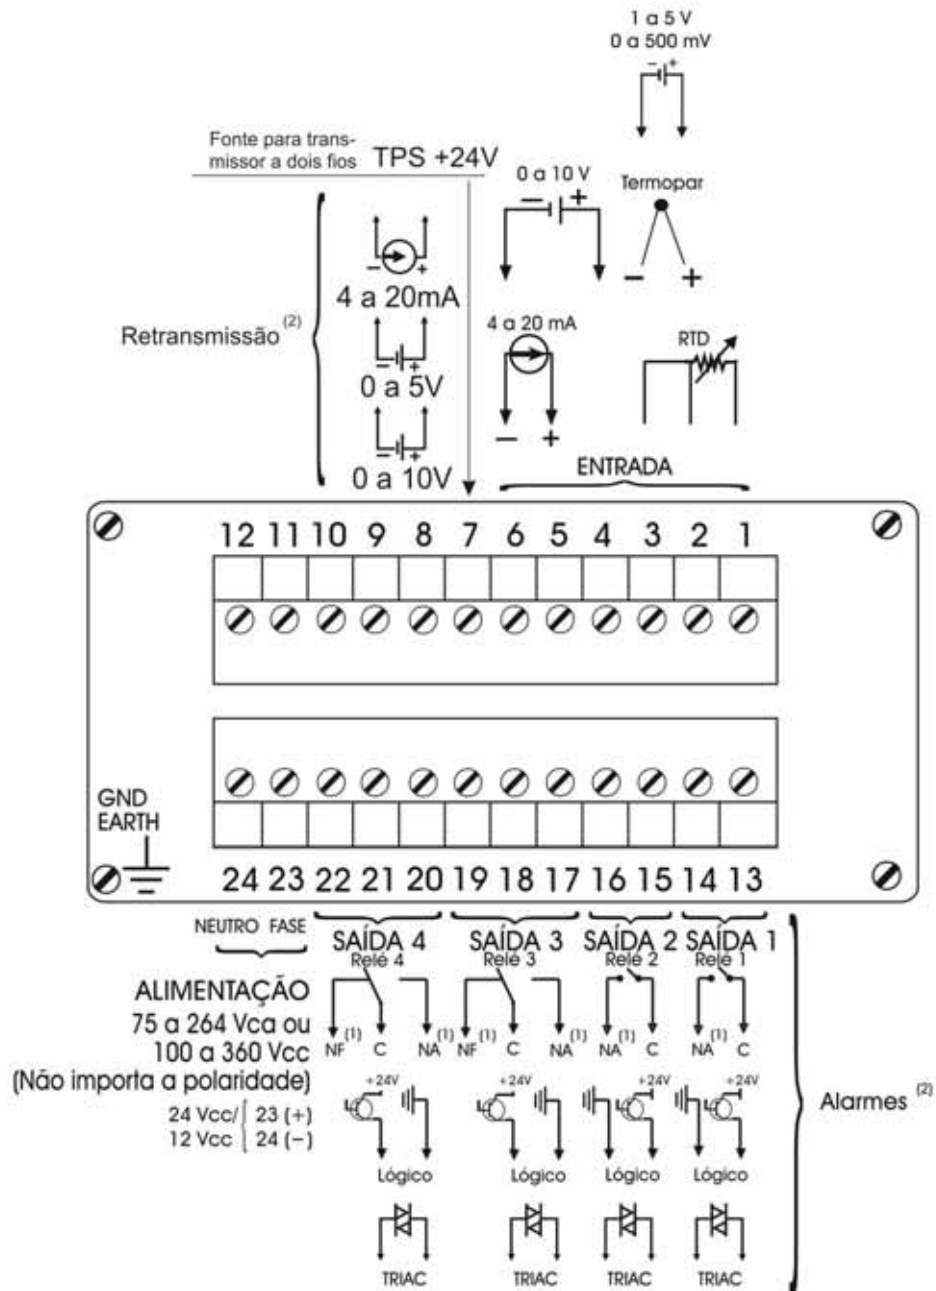 1 a 5 V
0 a 500 mV
− +
Fonte para trans-
missor a dois fios
TPS +24V
0 a 10 V
− +
Termopar
− +
− +
4 a 20mA
Retransmissão (2)
− +
0 a 5V
− +
0 a 10V
4 a 20 mA
− +
RTD
ENTRADA
12 11 10 9 8 7 6 5 4 3 2 1
GND
EARTH
24 23 22 21 20 19 18 17 16 15 14 13
NEUTRO FASE
SAÍDA 4 SAÍDA 3 SAÍDA 2 SAÍDA 1
Relé 4 Relé 3 Relé 2 Relé 1
ALIMENTAÇÃO
75 a 264 Vca ou
100 a 360 Vcc
(Não importa a polaridade)
24 Vcc/ 23 (+)
12 Vcc 24 (−)
NF (1) C NA (1) NF (1) C NA (1) NA (1) C NA (1) C
+24V +24V +24V +24V
Lógico Lógico Lógico Lógico
TRIAC TRIAC TRIAC TRIAC
Alarmes (2)